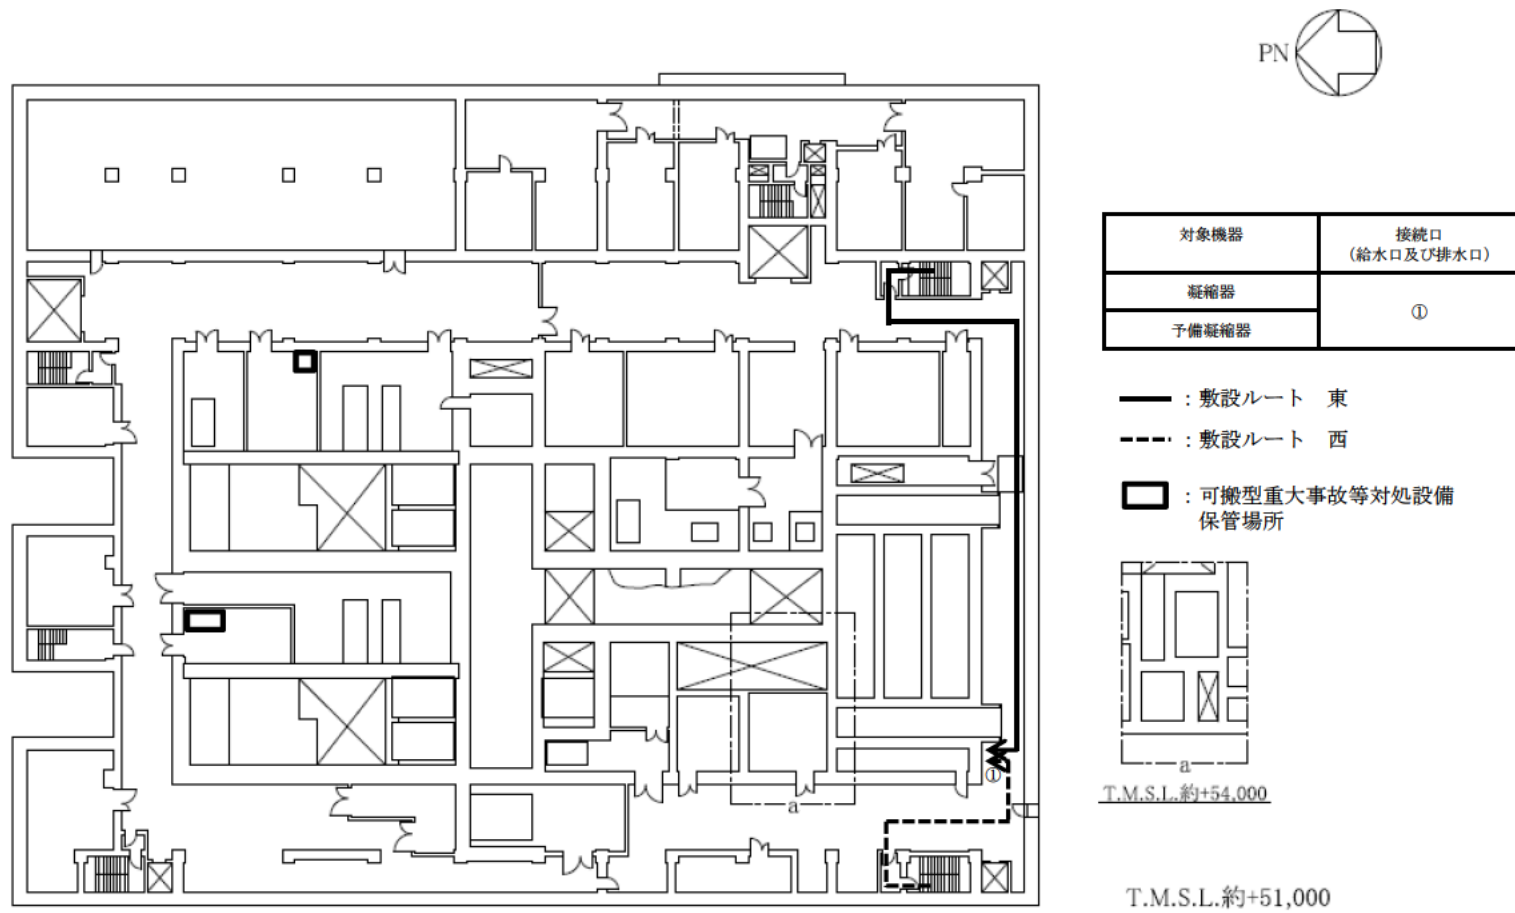 PN
対象機器
接続口
(給水口及び排水口)
凝縮器
①
予備凝縮器
：敷設ルート　東
：敷設ルート　西
：可搬型重大事故等対処設備
保管場所
①
a
a
T.M.S.L.約+54,000
T.M.S.L.約+51,000